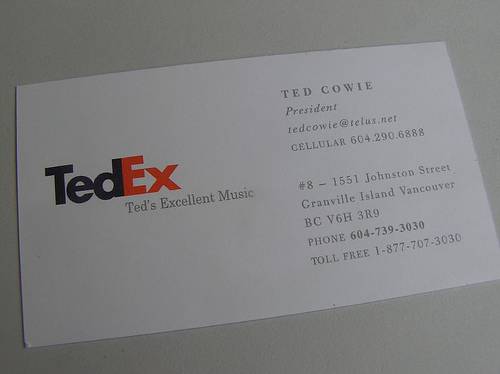 TedEx
Ted's Excellent Music
TED COWIE
President
tedcowie@telus.net
CELLULAR 604.290.6888
#8 – 1551 Johnston Street
Granville Island Vancouver
BC V6H 3R9
PHONE 604-739-3030
TOLL FREE 1-877-707-3030